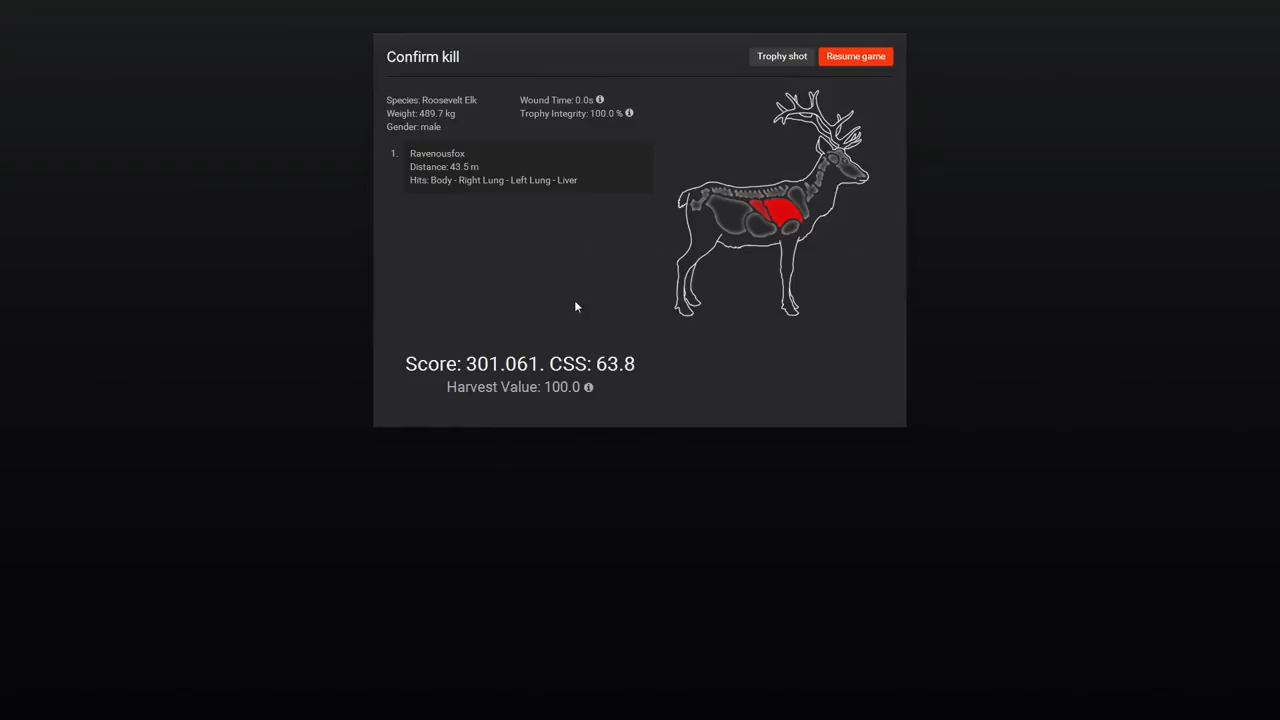 Confirm kill
Trophy shot
Resume game
Species: Roosevelt Elk
Weight: 489.7 kg
Gender: male
Wound Time: 0.0s
Trophy Integrity: 100.0 %
1.
Ravenousfox
Distance: 43.5 m
Hits: Body - Right Lung - Left Lung - Liver
Score: 301.061. CSS: 63.8
Harvest Value: 100.0